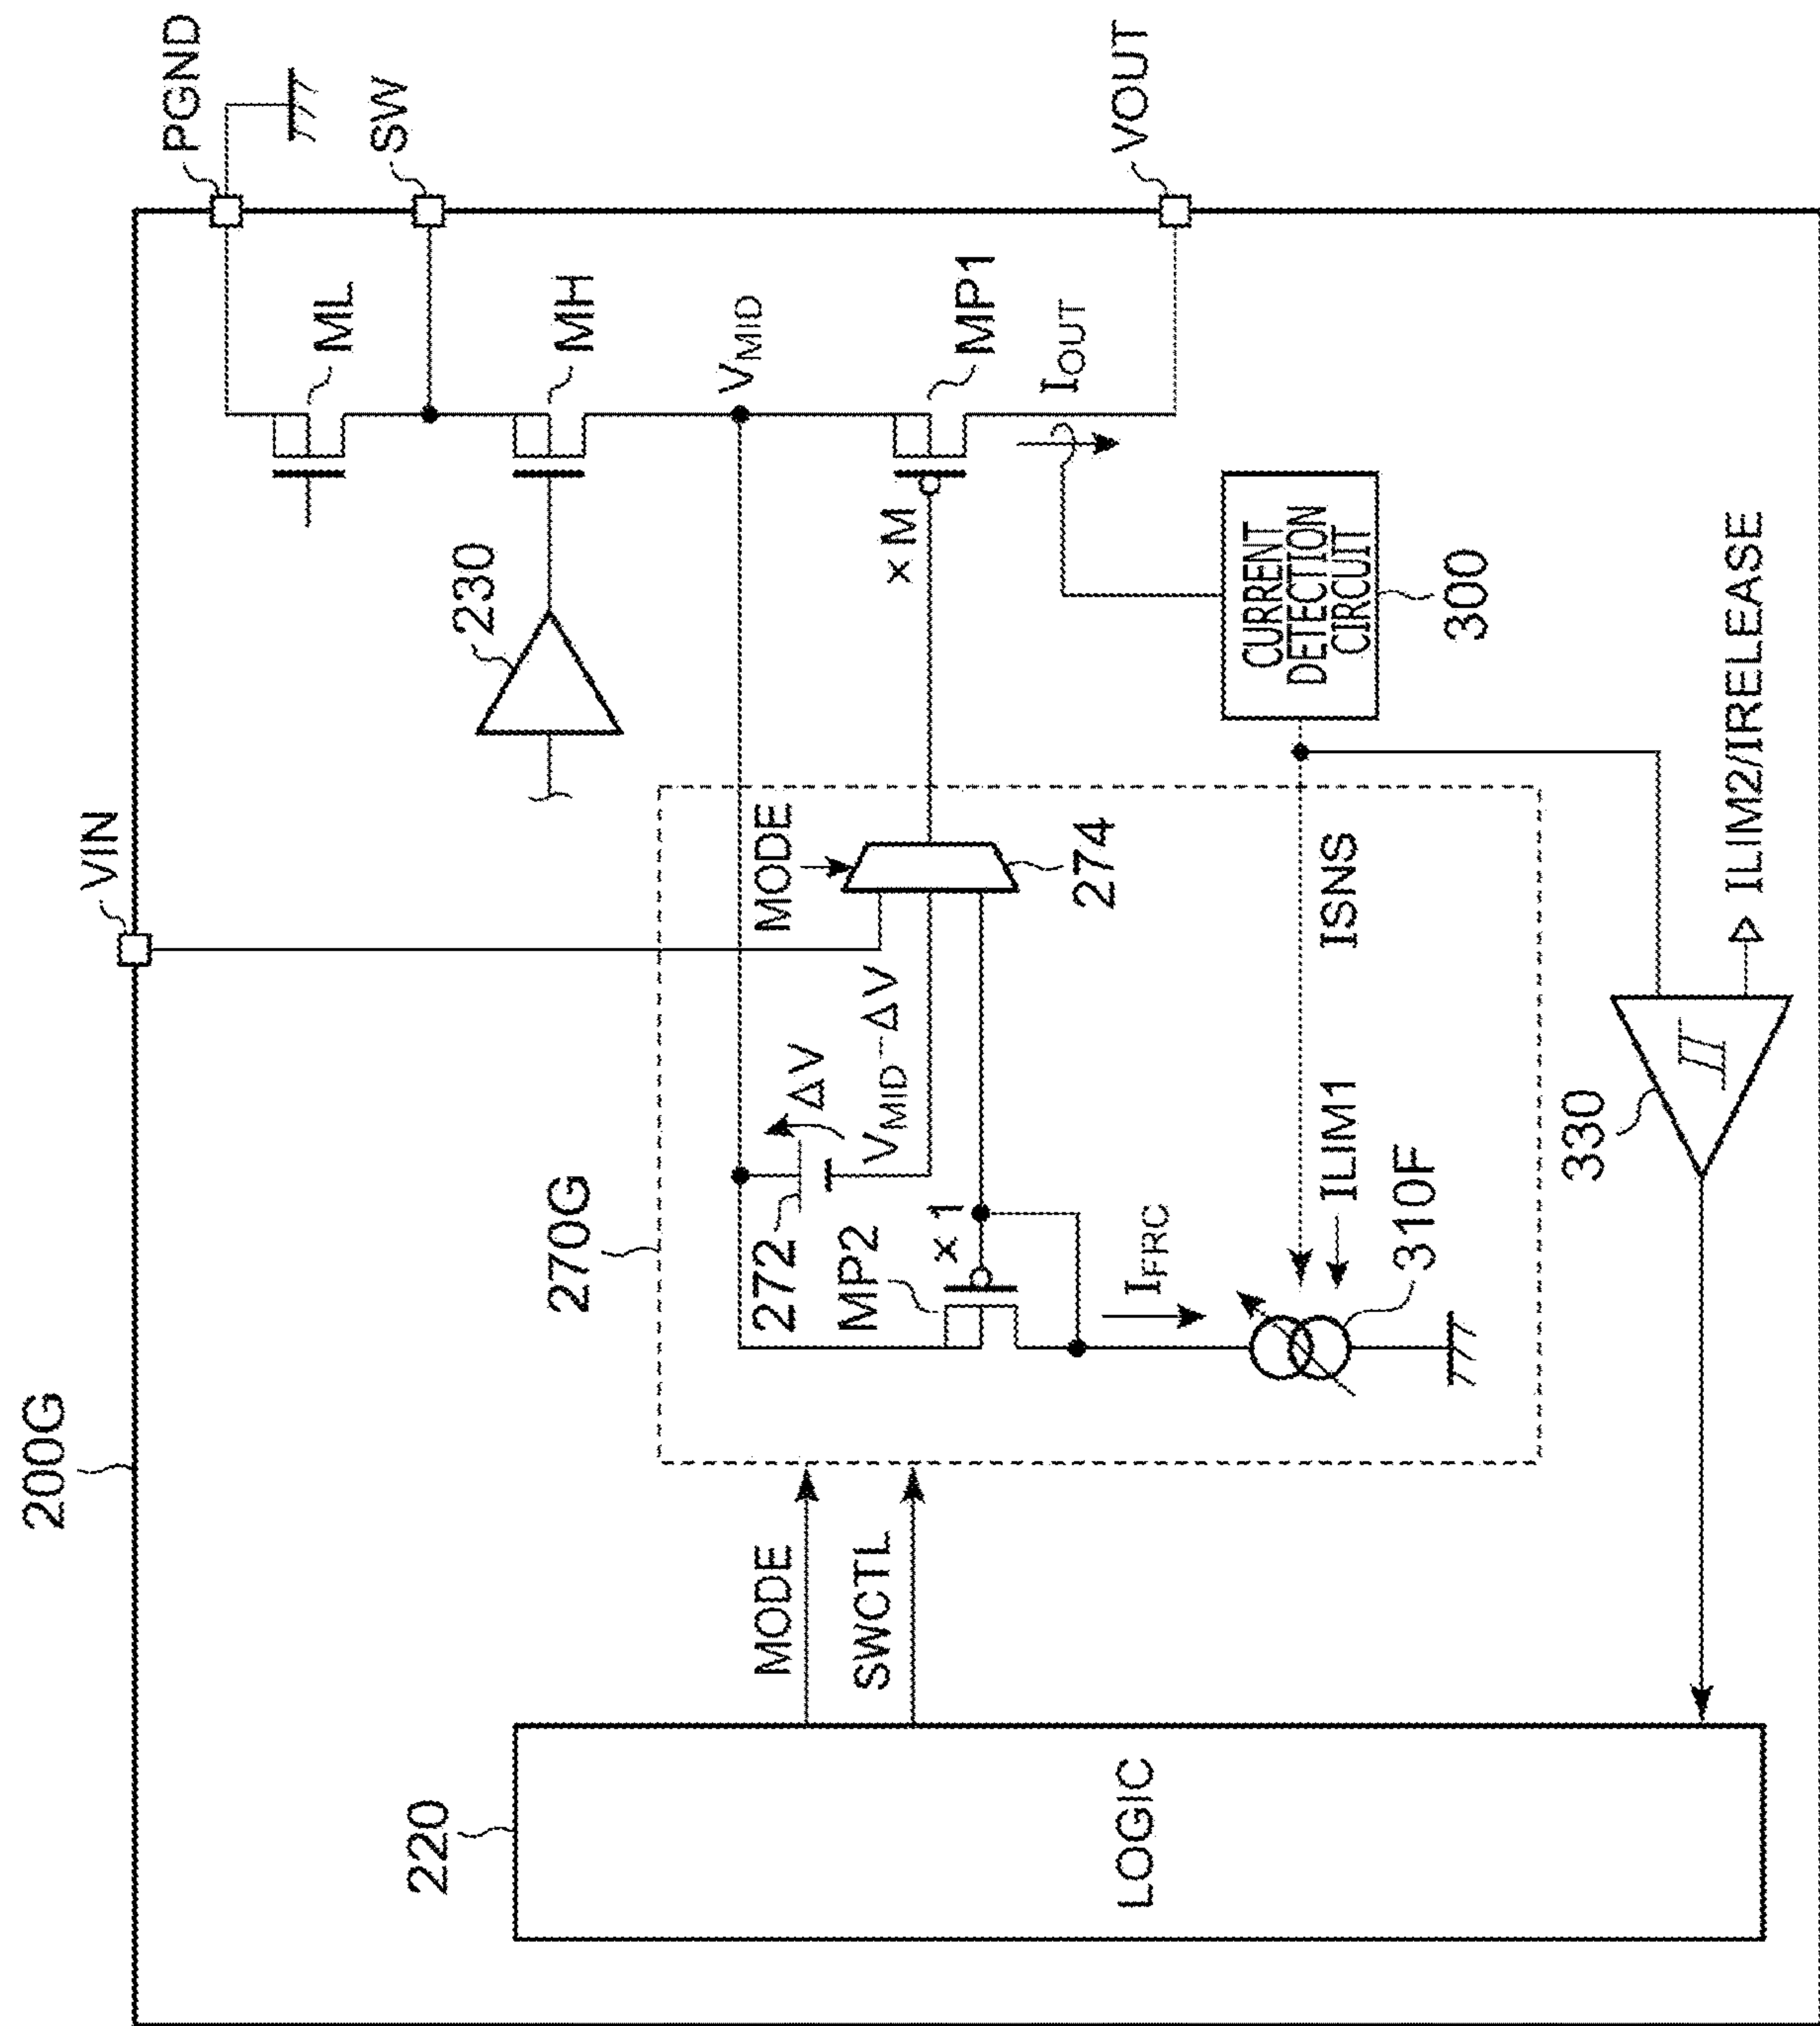 200G
VIN
PGND
SW
VOUT
ML
MH
230
VMID
MP1
IOUT
× M
CURRENT
DETECTION
CIRCUIT
300
270G
MODE
274
272
ΔV
VMID−ΔV
MP2
× 1
IFRC
ISNS
ILIM1
310F
MODE
SWCTL
220
LOGIC
330
ILIM2/IRELEASE